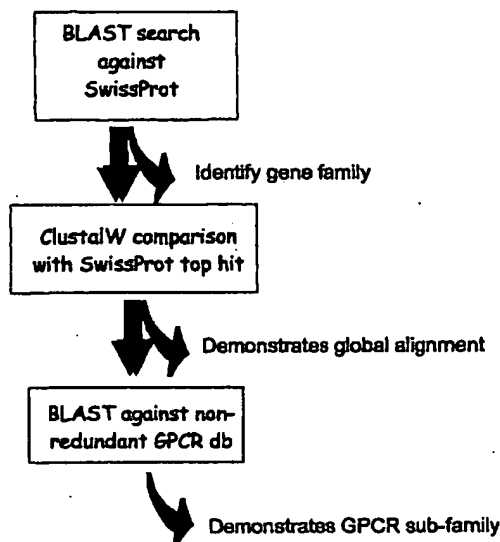 BLAST search
against
SwissProt
Identify gene family
ClustalW comparison
with SwissProt top hit
Demonstrates global alignment
BLAST against non-
redundant GPCR db
Demonstrates GPCR sub-family